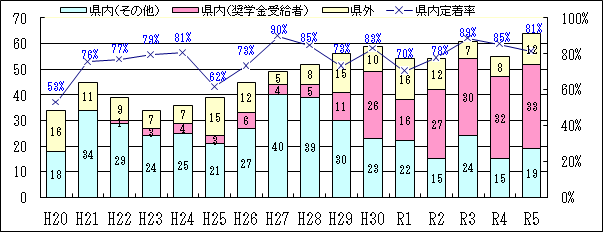 県内(その他) 県内(奨学金受給者) 県外 県内定着率
70 60 50 40 30 20 10 0
100% 80% 60% 40% 20% 0%
53% 76% 77% 79% 81% 62% 73% 90% 85% 73% 83% 70% 78% 89% 85% 81%
16 11 9 7 7 15 12 5 8 15 10 16 12 7 8 12
1 3 4 3 6 4 5 11 26 16 27 30 32 33
18 34 29 24 25 21 27 40 39 30 23 22 15 24 15 19
H20 H21 H22 H23 H24 H25 H26 H27 H28 H29 H30 R1 R2 R3 R4 R5